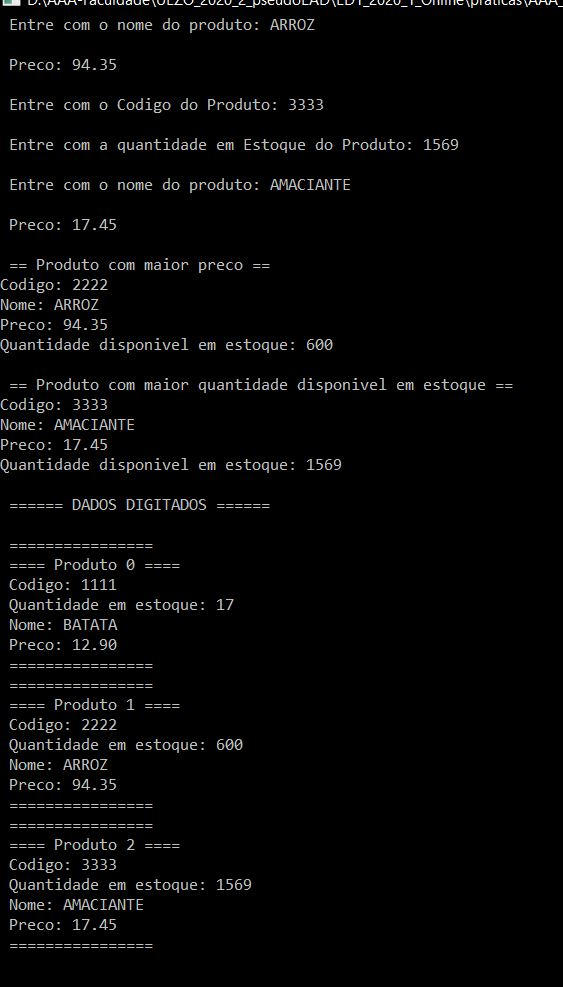 D:\AAA-Faculdade\UEZO_2020_2_pseudoEAD\EDT_2020_1_Online\praticas\AAA_
Entre com o nome do produto: ARROZ
Preco: 94.35
Entre com o Codigo do Produto: 3333
Entre com a quantidade em Estoque do Produto: 1569
Entre com o nome do produto: AMACIANTE
Preco: 17.45
== Produto com maior preco ==
Codigo: 2222
Nome: ARROZ
Preco: 94.35
Quantidade disponivel em estoque: 600
== Produto com maior quantidade disponivel em estoque ==
Codigo: 3333
Nome: AMACIANTE
Preco: 17.45
Quantidade disponivel em estoque: 1569
====== DADOS DIGITADOS ======
================
==== Produto 0 ====
Codigo: 1111
Quantidade em estoque: 17
Nome: BATATA
Preco: 12.90
================
================
==== Produto 1 ====
Codigo: 2222
Quantidade em estoque: 600
Nome: ARROZ
Preco: 94.35
================
================
==== Produto 2 ====
Codigo: 3333
Quantidade em estoque: 1569
Nome: AMACIANTE
Preco: 17.45
================